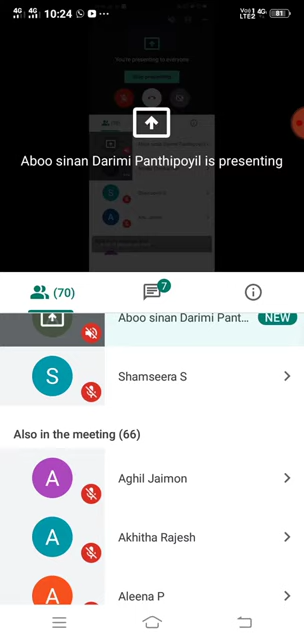 4G 4G 10:24
Vo) 1 4G
LTE2
81
You're presenting to everyone
Aboo sinan Darimi Panthipoyil is presenting
(70)
7
Aboo sinan Darimi Pant... NEW
S Shamseera S
Also in the meeting (66)
A Aghil Jaimon
A Akhitha Rajesh
A Aleena P